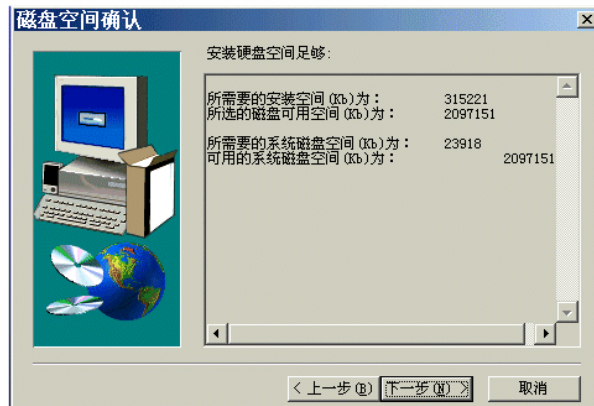 磁盘空间确认
安装硬盘空间足够:
所需要的安装空间(Kb)为： 315221
所选的磁盘可用空间(Kb)为： 2097151
所需要的系统磁盘空间(Kb)为： 23918
可用的系统磁盘空间(Kb)为： 2097151
< 上一步(B) 下一步(N) > 取消